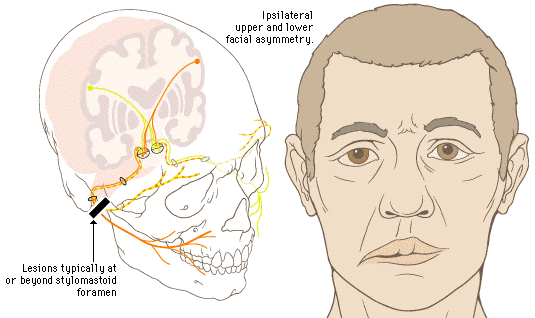 Ipsilateral
upper and lower
facial asymmetry.
Lesions typically at
or beyond stylomastoid
foramen